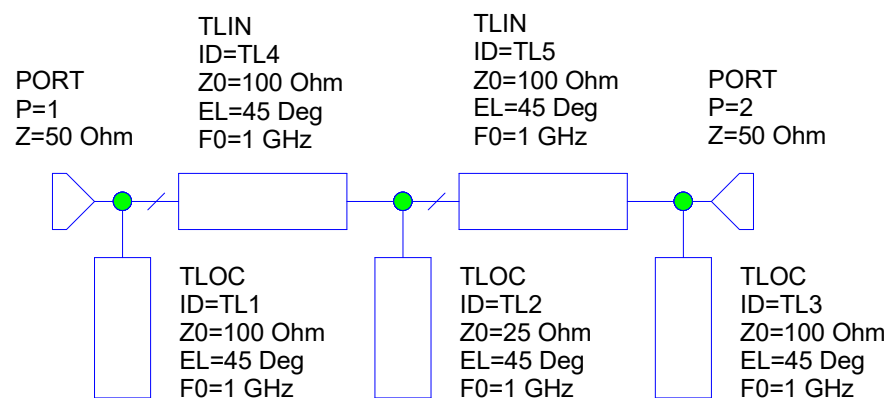 TLIN
ID=TL4
Z0=100 Ohm
EL=45 Deg
F0=1 GHz
TLIN
ID=TL5
Z0=100 Ohm
EL=45 Deg
F0=1 GHz
PORT
P=1
Z=50 Ohm
PORT
P=2
Z=50 Ohm
TLOC
ID=TL1
Z0=100 Ohm
EL=45 Deg
F0=1 GHz
TLOC
ID=TL2
Z0=25 Ohm
EL=45 Deg
F0=1 GHz
TLOC
ID=TL3
Z0=100 Ohm
EL=45 Deg
F0=1 GHz